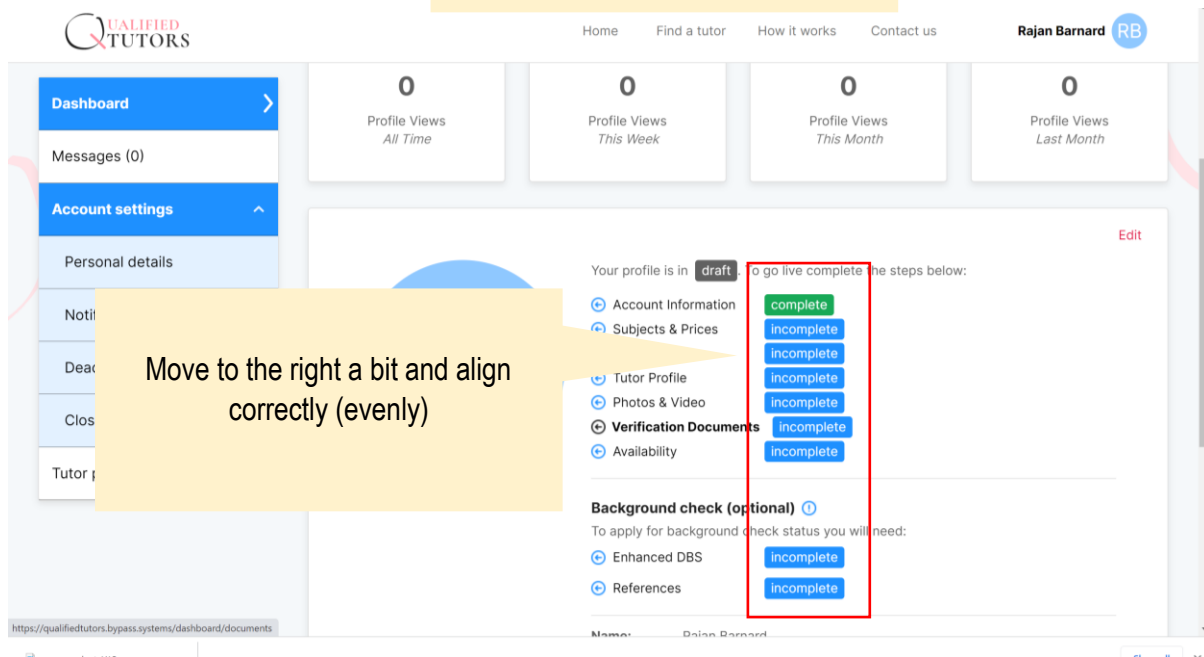 QUALIFIED
TUTORS
Home Find a tutor How it works Contact us Rajan Barnard RB
Dashboard
Messages (0)
Account settings
Personal details
Tutor
0
Profile Views
All Time
0
Profile Views
This Week
0
Profile Views
This Month
0
Profile Views
Last Month
Edit
Your profile is in draft. To go live complete the steps below:
Account Information complete
Subjects & Prices incomplete
incomplete
Tutor Profile incomplete
Photos & Video incomplete
Verification Documents incomplete
Availability incomplete
Move to the right a bit and align
correctly (evenly)
Background check (optional)
To apply for background check status you will need:
Enhanced DBS incomplete
References incomplete
Name: Rajan Barnard
https://qualifiedtutors.bypass.systems/dashboard/documents